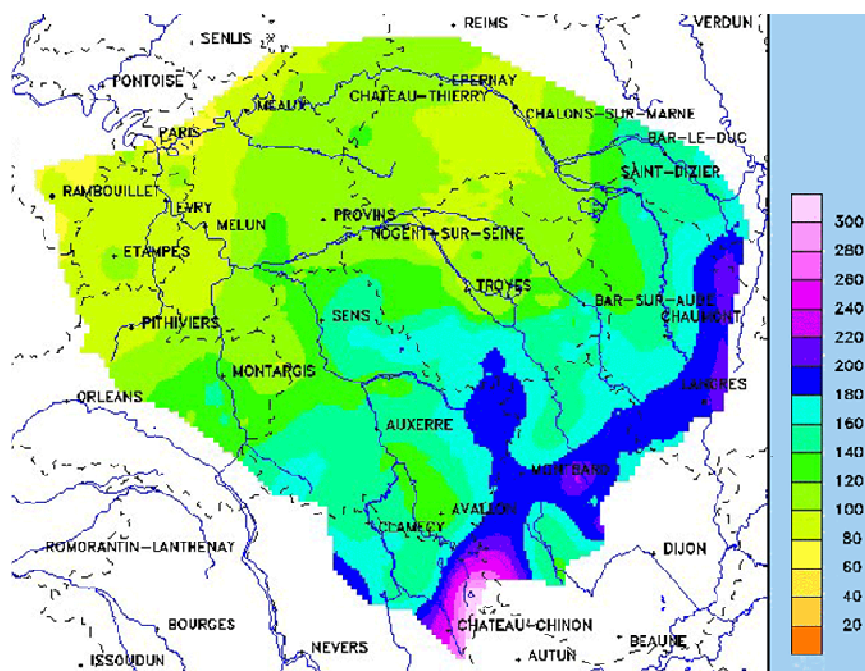 REIMS
VERDUN
SENLIS
PONTOISE
EPERNAY
CHATEAU-THIERRY
MEAUX
CHALONS-SUR-MARNE
PARIS
BAR-LE-DUC
SAINT-DIZIER
RAMBOUILLET
EVRY
MELUN
PROVINS
NOGENT-SUR-SEINE
ETAMPES
TROYES
BAR-SUR-AUBE
CHAUMONT
SENS
PITHIVIERS
MONTARGIS
LANGRES
ORLEANS
AUXERRE
MONTBARD
AVALLON
CLAMECY
ROMORANTIN-LANTHENAY
DIJON
BOURGES
CHATEAU-CHINON
NEVERS
BEAUNE
AUTUN
ISSOUDUN
300
280
260
240
220
200
180
160
140
120
100
80
60
40
20